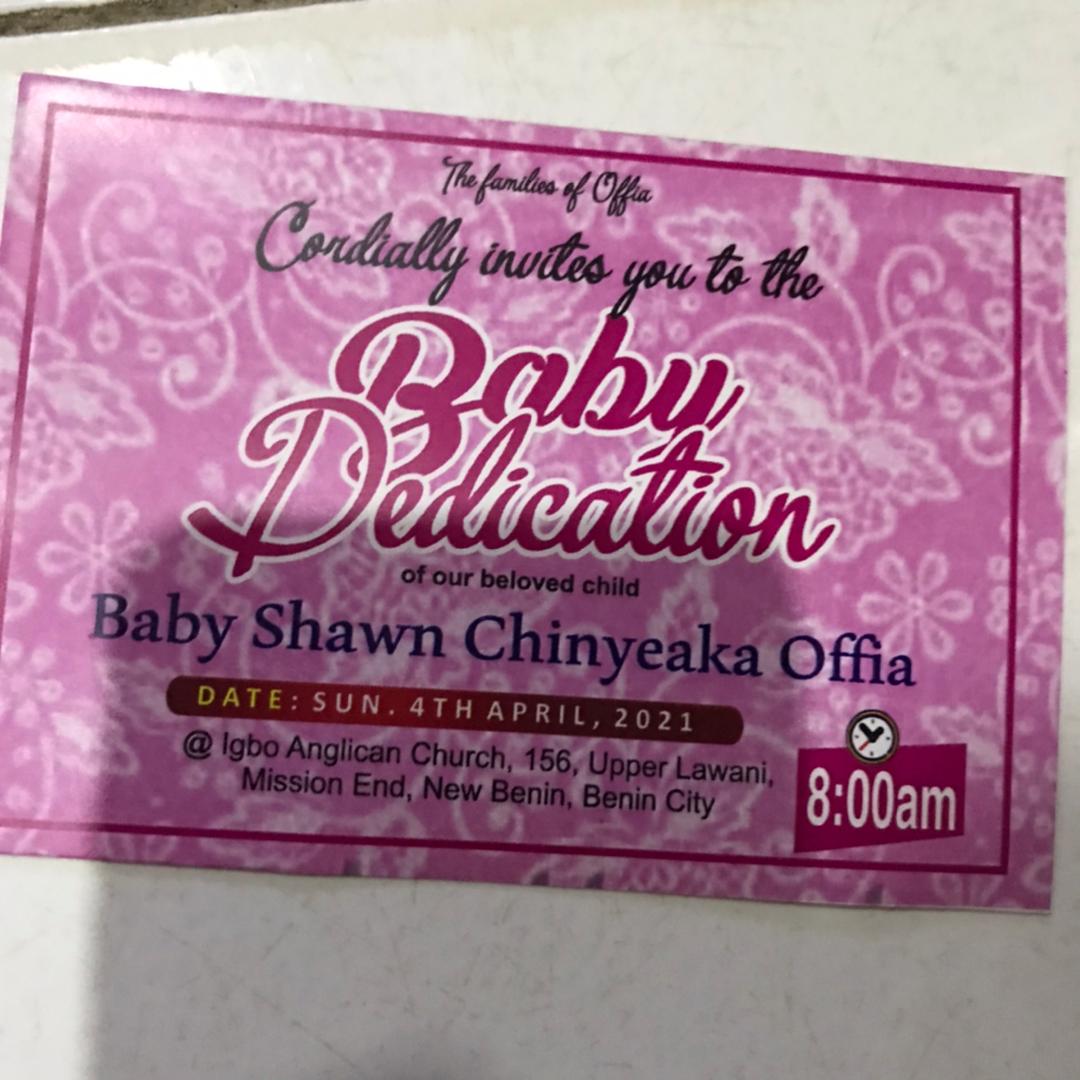 The families of Offia
Cordially invites you to the
Baby
Dedication
of our beloved child
Baby Shawn Chinyeaka Offia
DATE: SUN. 4TH APRIL, 2021
@ Igbo Anglican Church, 156, Upper Lawani,
Mission End, New Benin, Benin City
8:00am